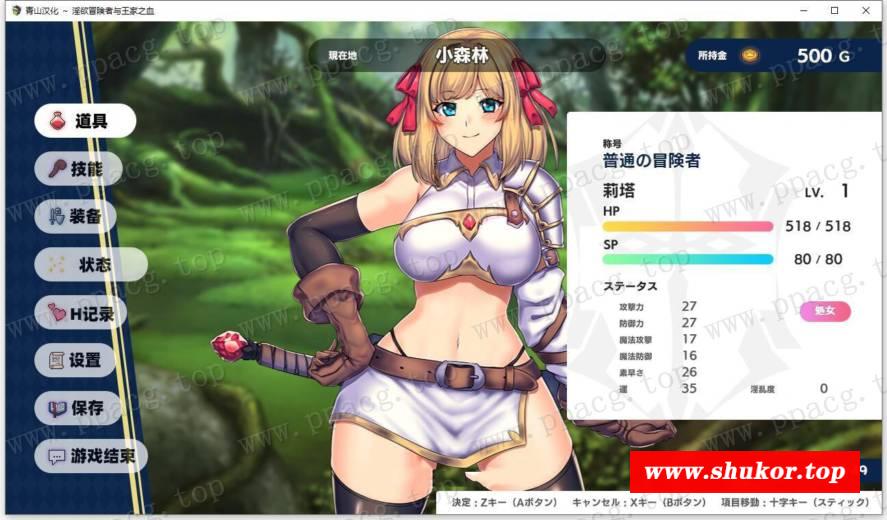 青山汉化 ~ 淫欲冒険者与王家之血
現在地
小森林
所持金
500 G
道具
技能
装备
状态
H记录
设置
保存
游戏结束
称号
普通の冒険者
莉塔
LV. 1
HP
518 / 518
SP
80 / 80
ステータス
攻撃力 27
防御力 27
魔法攻撃 17
魔法防御 16
素早さ 26
運 35
処女
淫乱度 0
9
www.shukor.top
決定：Zキー（Aボタン） キャンセル：Xキー（Bボタン） 項目移動：十字キー（スティック）
www.ppacg.top